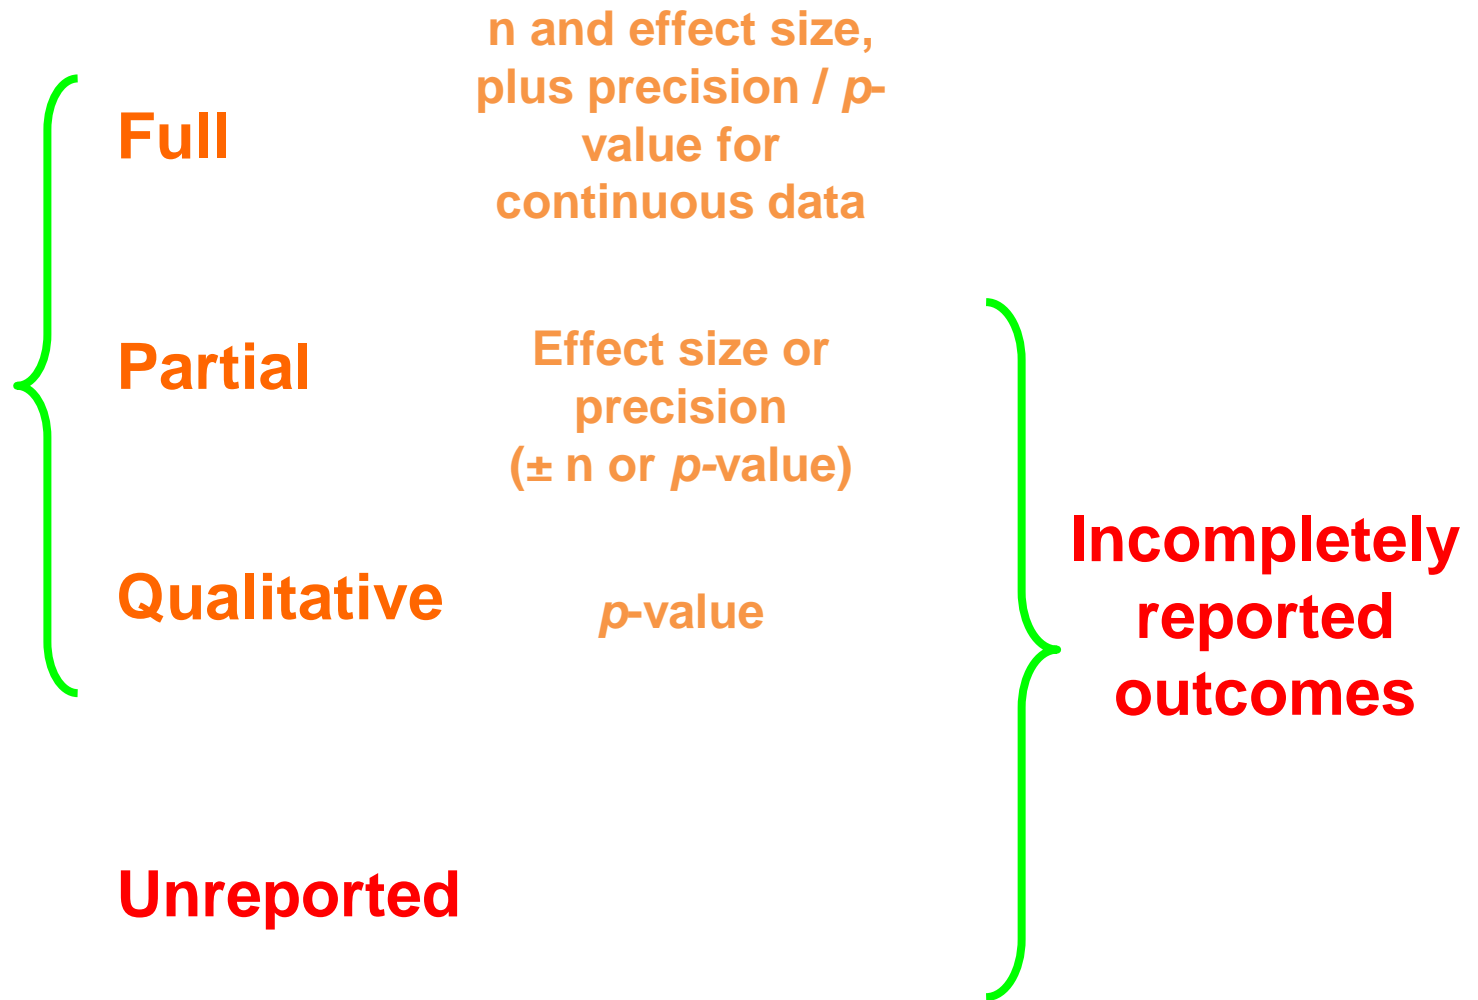 n and effect size,
plus precision / p-
value for
continuous data
Full
Partial
Effect size or
precision
(± n or p-value)
Qualitative
p-value
Incompletely
reported
outcomes
Unreported